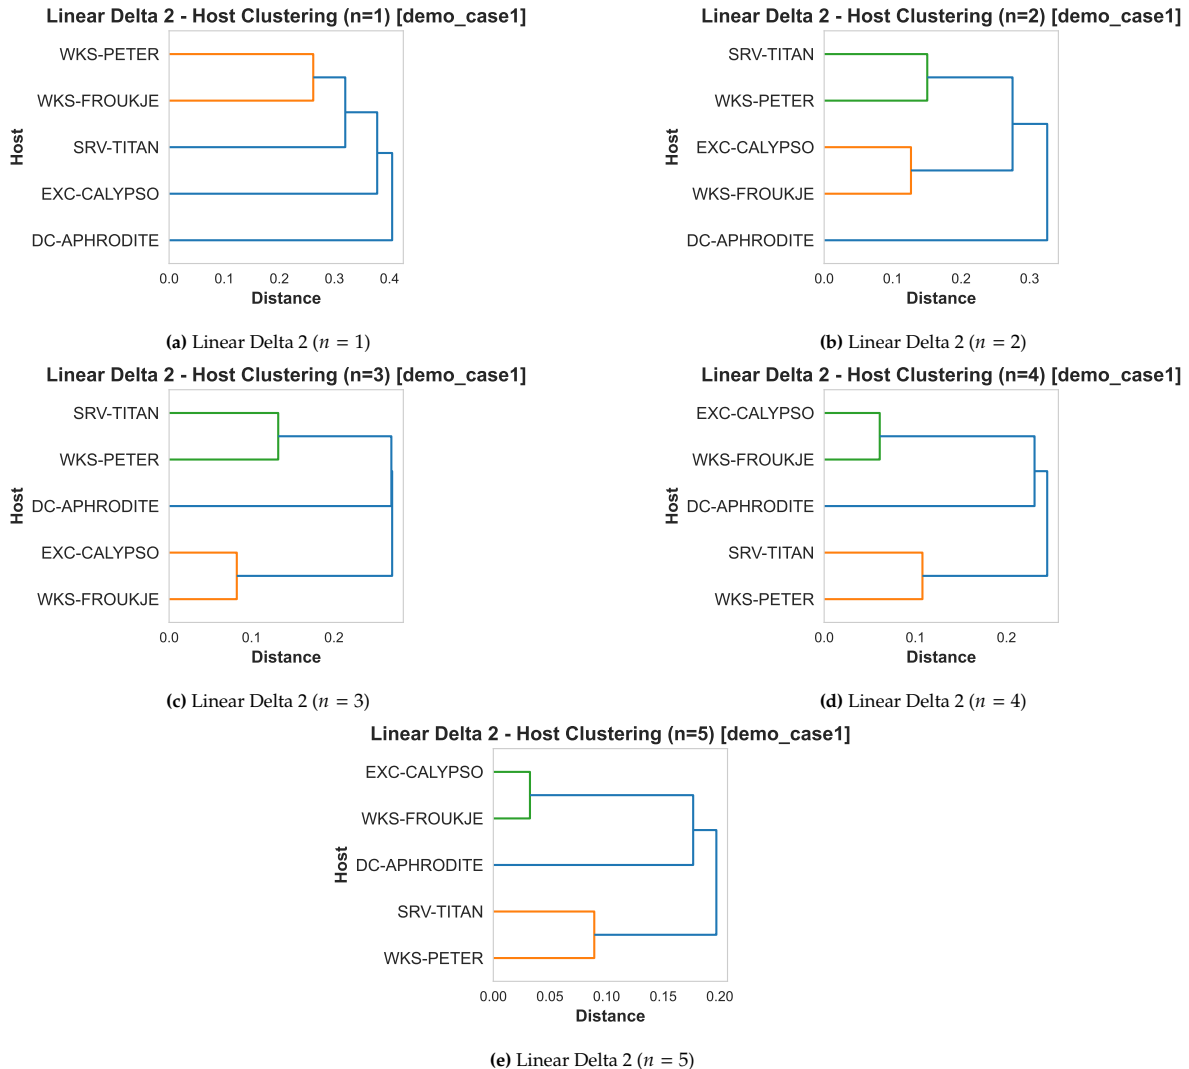 Linear Delta 2 - Host Clustering (n=1) [demo_case1]
WKS-PETER
WKS-FROUKJE
SRV-TITAN
EXC-CALYPSO
DC-APHRODITE
Host
0.0 0.1 0.2 0.3 0.4
Distance
(a) Linear Delta 2 (n = 1)
Linear Delta 2 - Host Clustering (n=2) [demo_case1]
SRV-TITAN
WKS-PETER
EXC-CALYPSO
WKS-FROUKJE
DC-APHRODITE
Host
0.0 0.1 0.2 0.3
Distance
(b) Linear Delta 2 (n = 2)
Linear Delta 2 - Host Clustering (n=3) [demo_case1]
SRV-TITAN
WKS-PETER
DC-APHRODITE
EXC-CALYPSO
WKS-FROUKJE
Host
0.0 0.1 0.2
Distance
(c) Linear Delta 2 (n = 3)
Linear Delta 2 - Host Clustering (n=4) [demo_case1]
EXC-CALYPSO
WKS-FROUKJE
DC-APHRODITE
SRV-TITAN
WKS-PETER
Host
0.0 0.1 0.2
Distance
(d) Linear Delta 2 (n = 4)
Linear Delta 2 - Host Clustering (n=5) [demo_case1]
EXC-CALYPSO
WKS-FROUKJE
DC-APHRODITE
SRV-TITAN
WKS-PETER
Host
0.00 0.05 0.10 0.15 0.20
Distance
(e) Linear Delta 2 (n = 5)